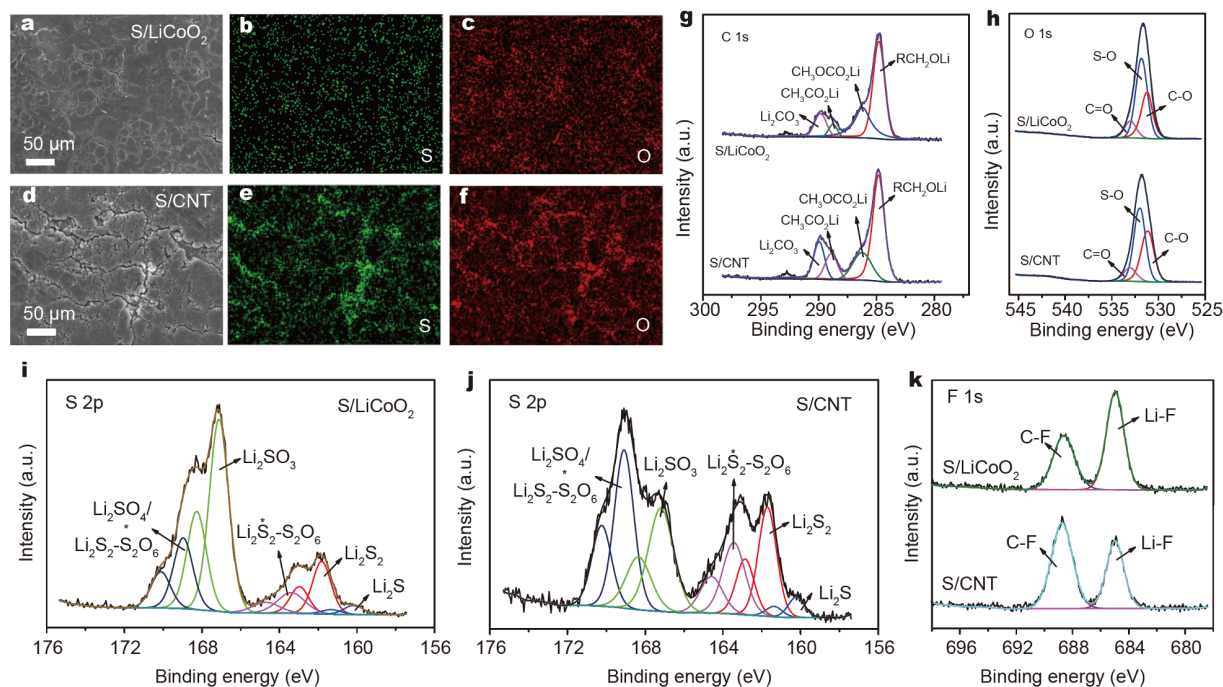 a
S/LiCoO₂
50 µm
b
S
c
O
d
S/CNT
50 µm
e
S
f
O
g
C 1s
CH₃OCO₂Li
CH₃CO₂Li
Li₂CO₃
RCH₂OLi
S/LiCoO₂
CH₃OCO₂Li
CH₃CO₂Li
Li₂CO₃
RCH₂OLi
S/CNT
Intensity (a.u.)
300 295 290 285 280
Binding energy (eV)
h
O 1s
S-O
C=O
C-O
S/LiCoO₂
S-O
C=O
C-O
S/CNT
Intensity (a.u.)
545 540 535 530 525
Binding energy (eV)
i
S 2p
S/LiCoO₂
Li₂SO₃
Li₂SO₄/
*
Li₂S₂-S₂O₆
*
Li₂S₂-S₂O₆
Li₂S₂
Li₂S
Intensity (a.u.)
176 172 168 164 160 156
Binding energy (eV)
j
S 2p
S/CNT
Li₂SO₄/
*
Li₂S₂-S₂O₆
Li₂SO₃
*
Li₂S₂-S₂O₆
Li₂S₂
Li₂S
Intensity (a.u.)
176 172 168 164 160 156
Binding energy (eV)
k
F 1s
C-F
Li-F
S/LiCoO₂
C-F
Li-F
S/CNT
Intensity (a.u.)
696 692 688 684 680
Binding energy (eV)